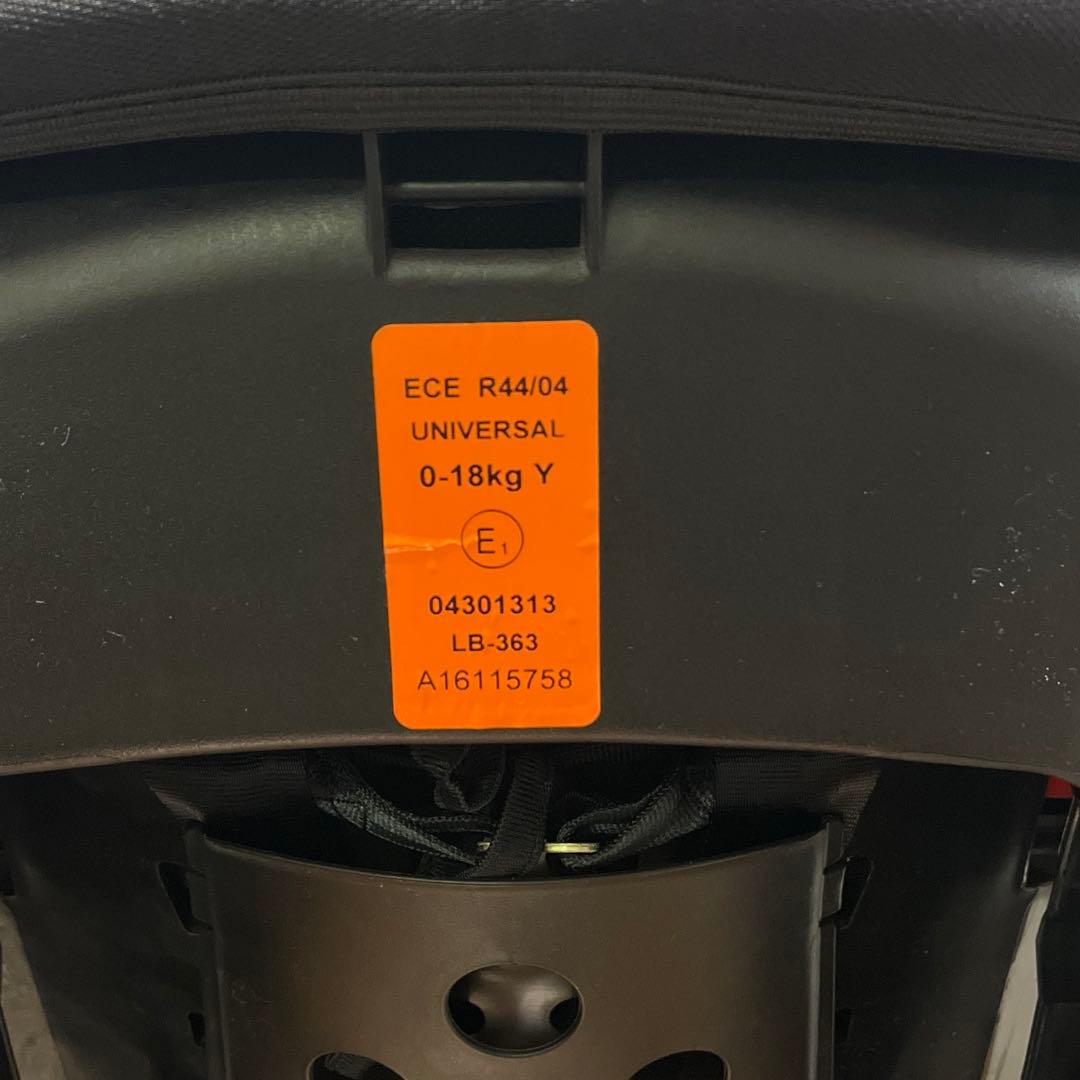 ECE R44/04
UNIVERSAL
0-18kg Y
E1
04301313
LB-363
A16115758